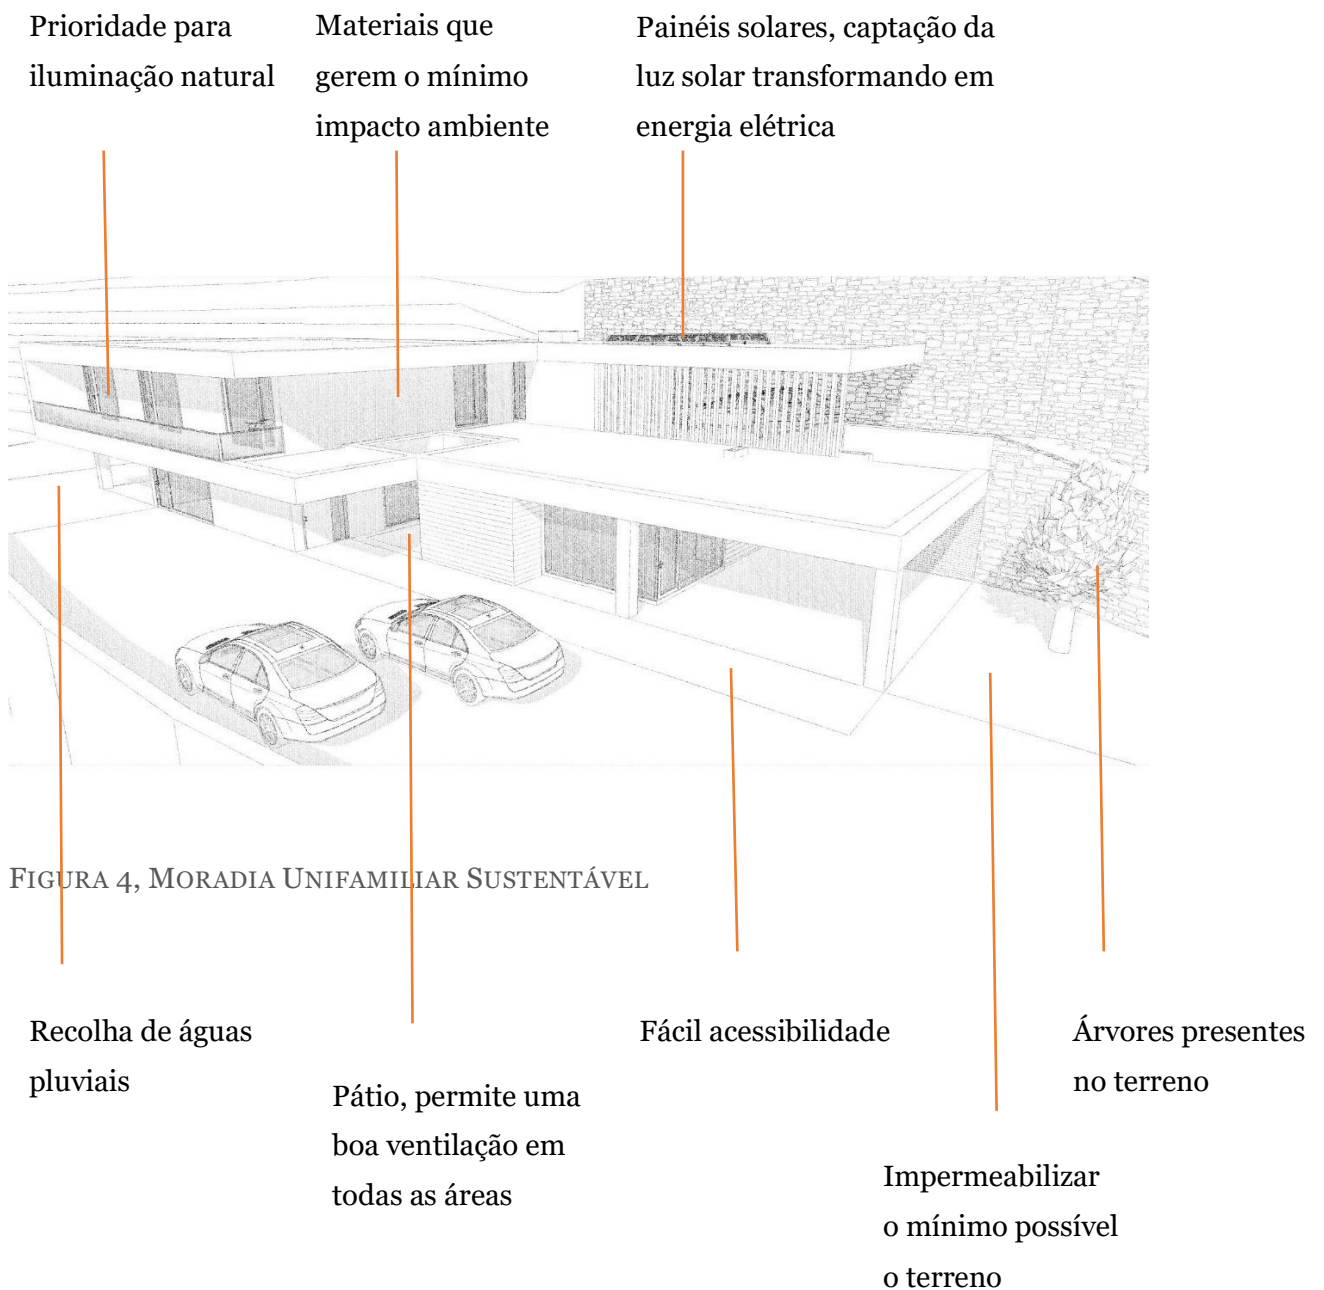 Prioridade para
iluminação natural
Materiais que
gerem o mínimo
impacto ambiente
Painéis solares, captação da
luz solar transformando em
energia elétrica
FIGURA 4, MORADIA UNIFAMILIAR SUSTENTÁVEL
Recolha de águas
pluviais
Pátio, permite uma
boa ventilação em
todas as áreas
Fácil acessibilidade
Impermeabilizar
o mínimo possível
o terreno
Árvores presentes
no terreno